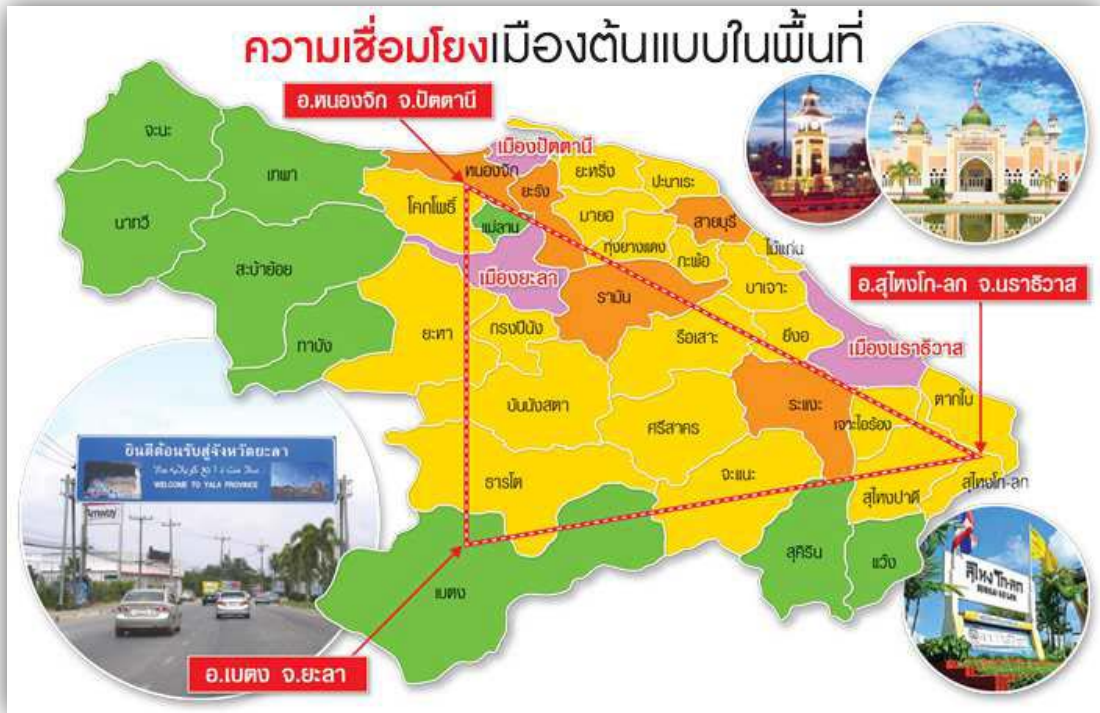 ความเชื่อมโยงเมืองต้นแบบในพื้นที่
อ.หนองจิก จ.ปัตตานี
เมืองปัตตานี
จะนะ
เทพา
หนองจิก
ยะหริ่ง
ยะรัง
ปะนาเระ
นาทวี
โคกโพธิ์
แม่ลาน
มายอ
สายบุรี
ทุ่งยางแดง
ไม้แก่น
กะพ้อ
สะบ้าย้อย
เมืองยะลา
รามัน
บาเจาะ
อ.สุไหงโก-ลก จ.นราธิวาส
ยะหา
กรงปินัง
รือเสาะ
ยี่งอ
เมืองนราธิวาส
กาบัง
บันนังสตา
ระแงะ
ตากใบ
ศรีสาคร
เจาะไอร้อง
ธารโต
จะแนะ
สุไหงปาดี
สุไหงโก-ลก
เบตง
สุคิริน
แว้ง
อ.เบตง จ.ยะลา
ยินดีต้อนรับสู่จังหวัดยะลา
WELCOME TO YALA PROVINCE
Amway
สุไหงโก-ลก